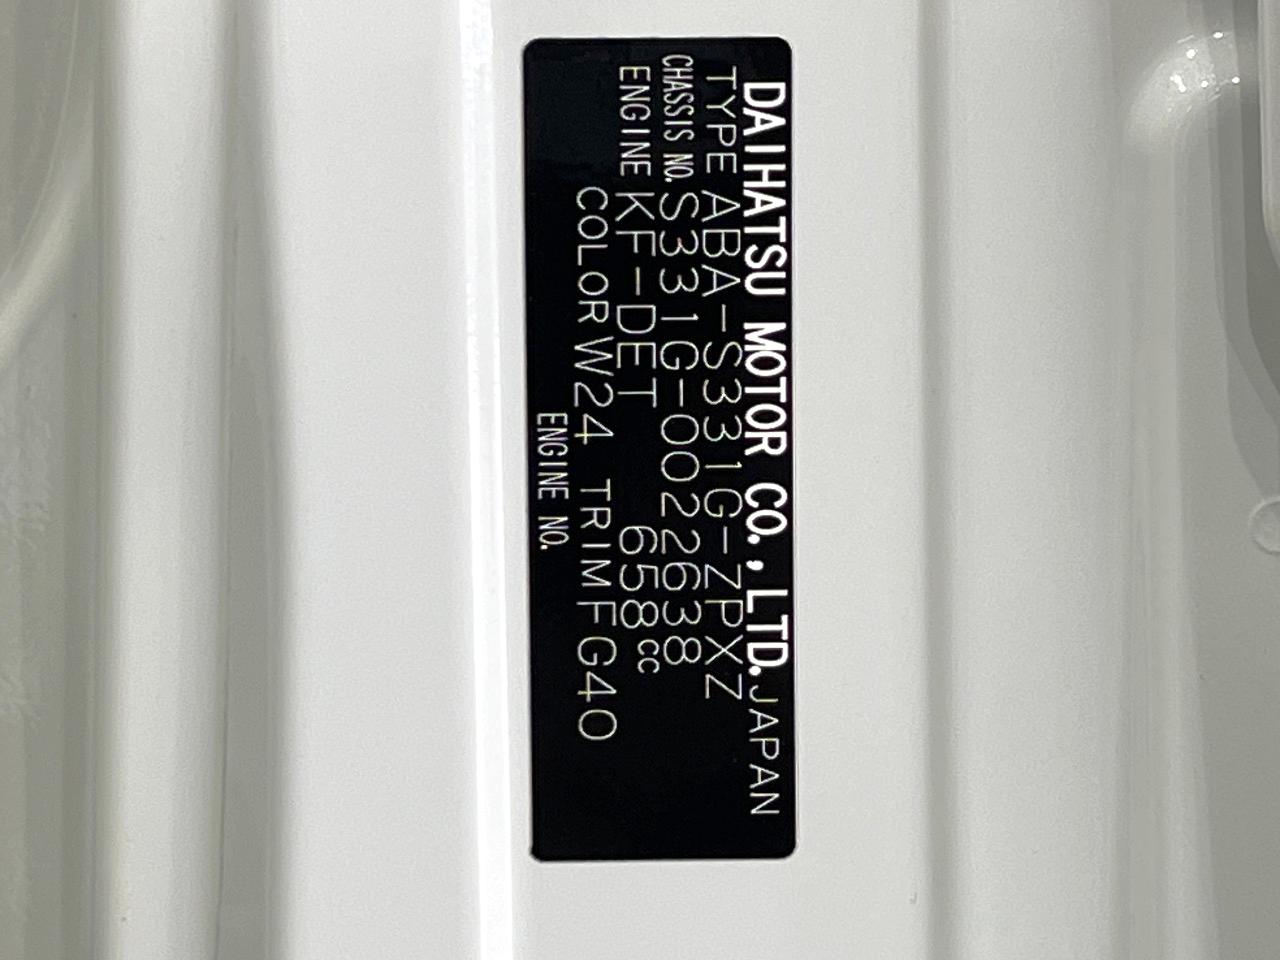 DAIHATSU MOTOR CO.,LTD. JAPAN
TYPE ABA-S331G-ZPXZ
CHASSIS NO. S331G-0022638
ENGINE KF-DET 658cc
COLOR W24 TRIM FG40
ENGINE NO.